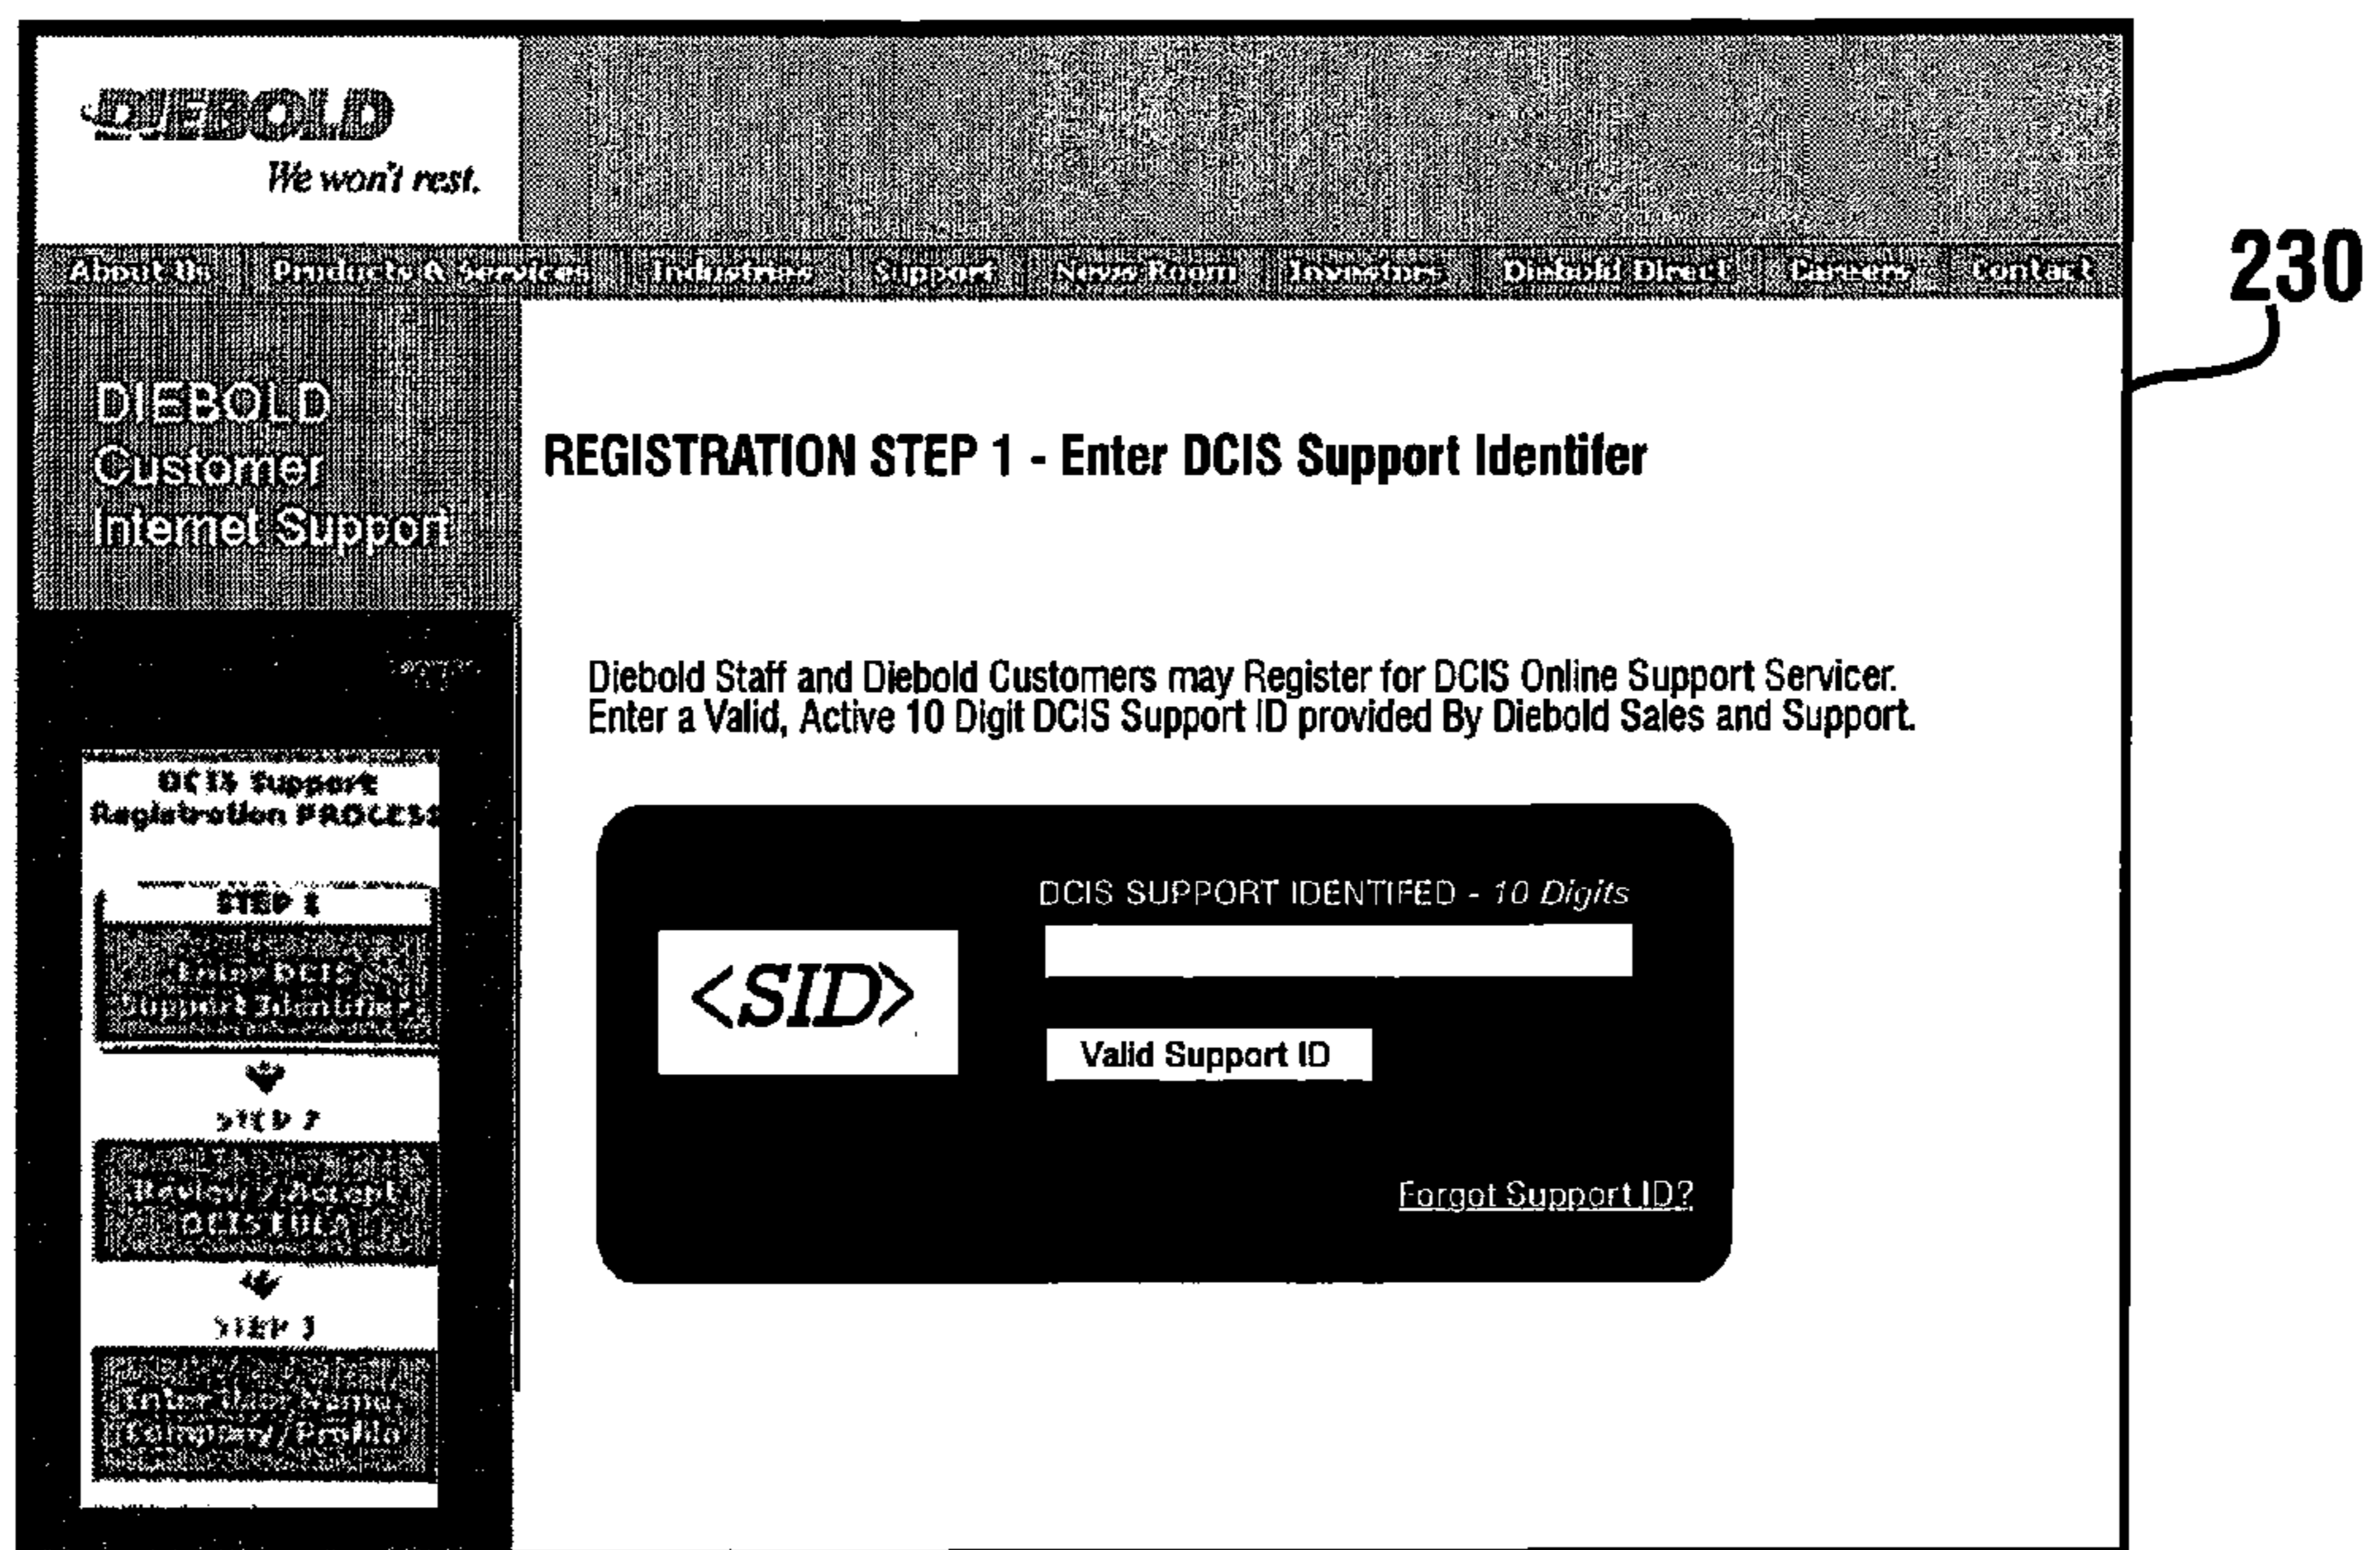 DIEBOLD
We won't rest.
About Us Products & Services Industries Support News Room Investors Diebold Direct Careers Contact
230
DIEBOLD
Customer
Internet Support
REGISTRATION STEP 1 - Enter DCIS Support Identifer
Diebold Staff and Diebold Customers may Register for DCIS Online Support Servicer.
Enter a Valid, Active 10 Digit DCIS Support ID provided By Diebold Sales and Support.
DCIS Support
Registration PROCESS
STEP 1
Enter DCIS
Support Identifier
STEP 2
Review / Accept
DCIS EULA
STEP 3
Enter User Name
Company/Profile
DCIS SUPPORT IDENTIFED - 10 Digits
<SID>
Valid Support ID
Forgot Support ID?